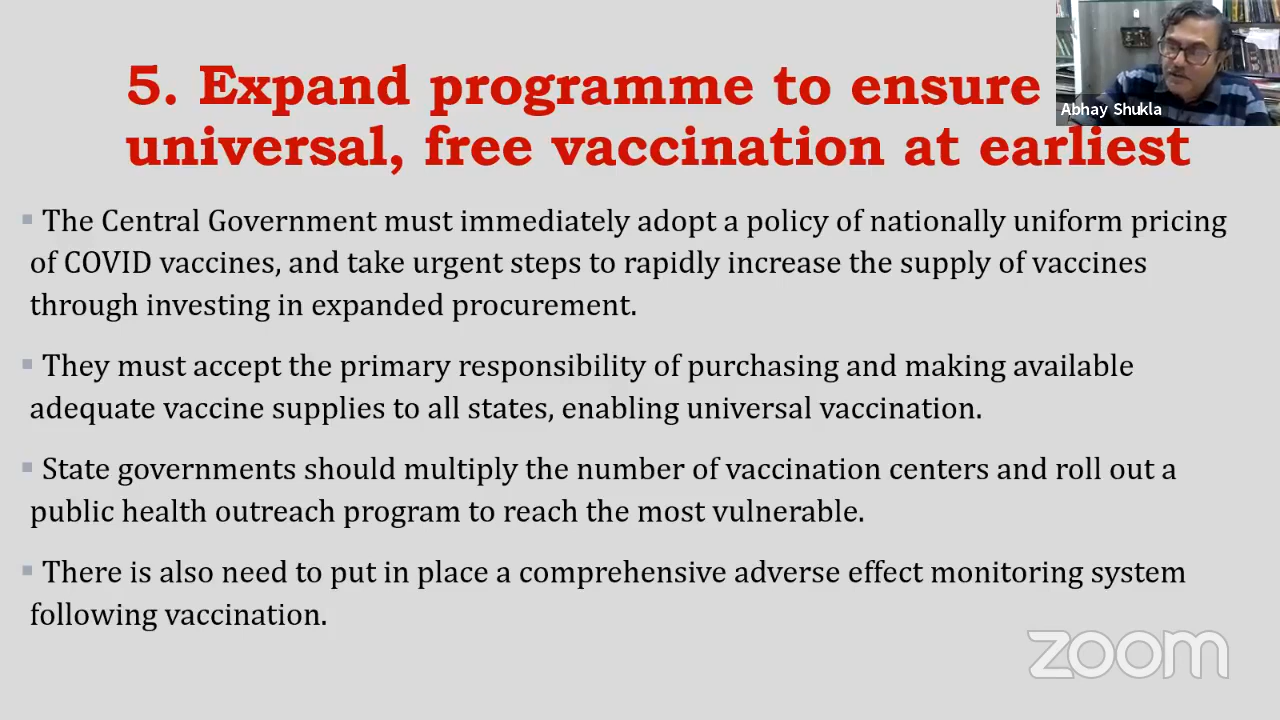 5. Expand programme to ensure
Abhay Shukla
universal, free vaccination at earliest
▪ The Central Government must immediately adopt a policy of nationally uniform pricing
of COVID vaccines, and take urgent steps to rapidly increase the supply of vaccines
through investing in expanded procurement.
▪ They must accept the primary responsibility of purchasing and making available
adequate vaccine supplies to all states, enabling universal vaccination.
▪ State governments should multiply the number of vaccination centers and roll out a
public health outreach program to reach the most vulnerable.
▪ There is also need to put in place a comprehensive adverse effect monitoring system
following vaccination.
zoom